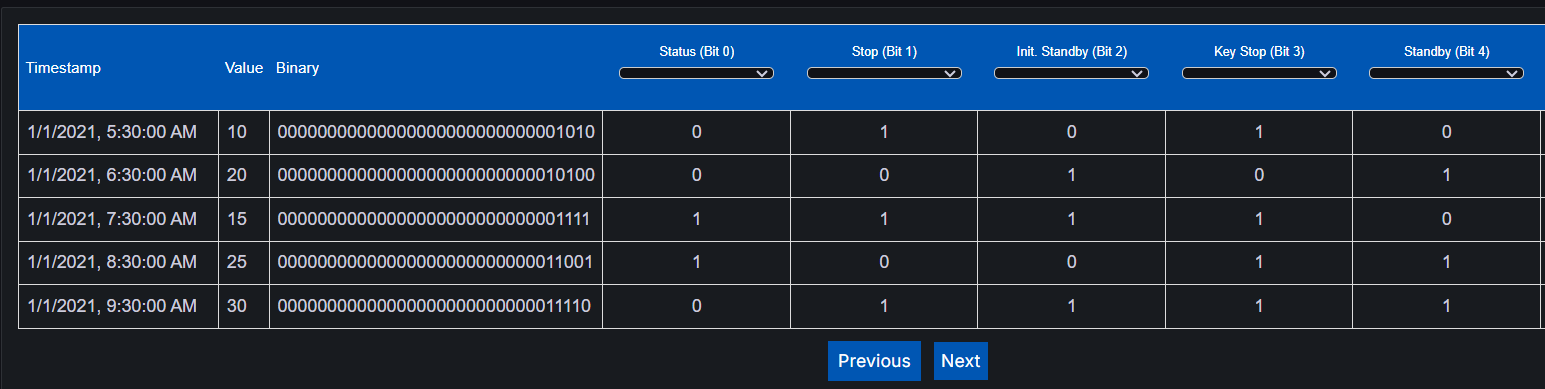 Timestamp Value Binary Status (Bit 0) Stop (Bit 1) Init. Standby (Bit 2) Key Stop (Bit 3) Standby (Bit 4)
1/1/2021, 5:30:00 AM 10 00000000000000000000000000001010 0 1 0 1 0
1/1/2021, 6:30:00 AM 20 00000000000000000000000000010100 0 0 1 0 1
1/1/2021, 7:30:00 AM 15 00000000000000000000000000001111 1 1 1 1 0
1/1/2021, 8:30:00 AM 25 00000000000000000000000000011001 1 0 0 1 1
1/1/2021, 9:30:00 AM 30 00000000000000000000000000011110 0 1 1 1 1
Previous Next